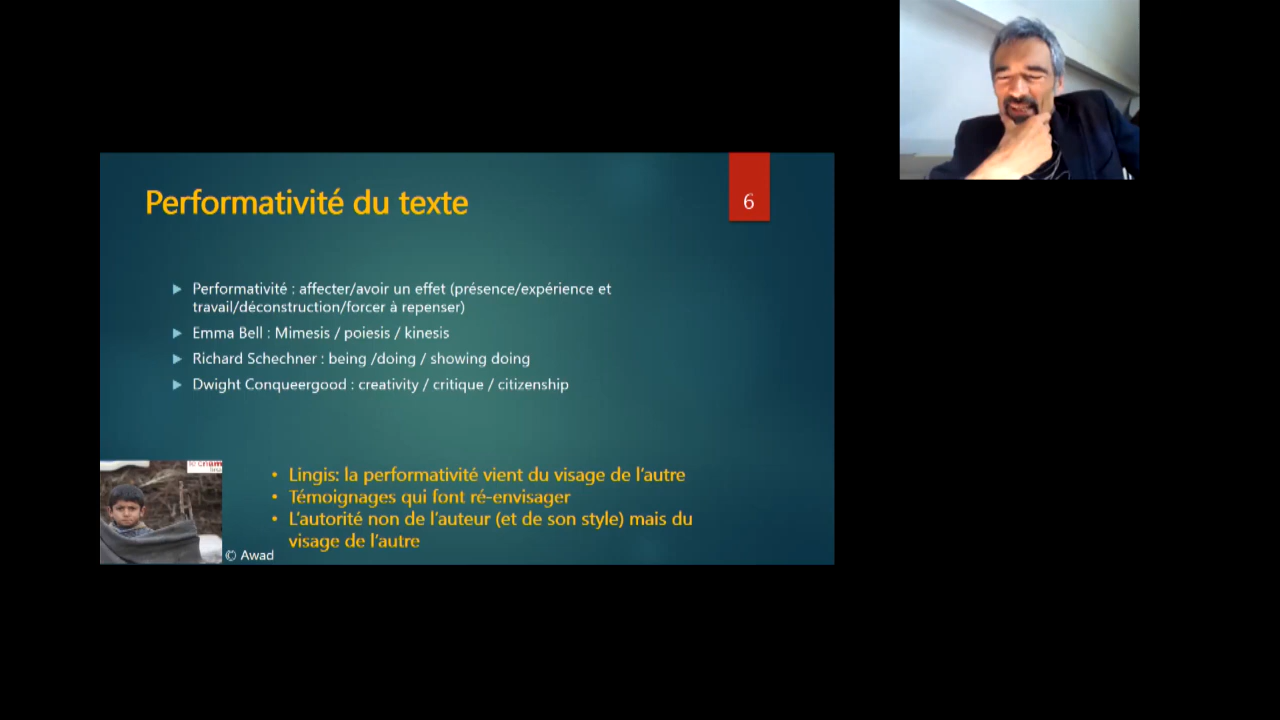 Performativité du texte
6
Performativité : affecter/avoir un effet (présence/expérience et
travail/déconstruction/forcer à repenser)
Emma Bell : Mimesis / poiesis / kinesis
Richard Schechner : being /doing / showing doing
Dwight Conqueergood : creativity / critique / citizenship
le cnam
• Lingis: la performativité vient du visage de l'autre
• Témoignages qui font ré-envisager
• L'autorité non de l'auteur (et de son style) mais du
visage de l'autre
© Awad